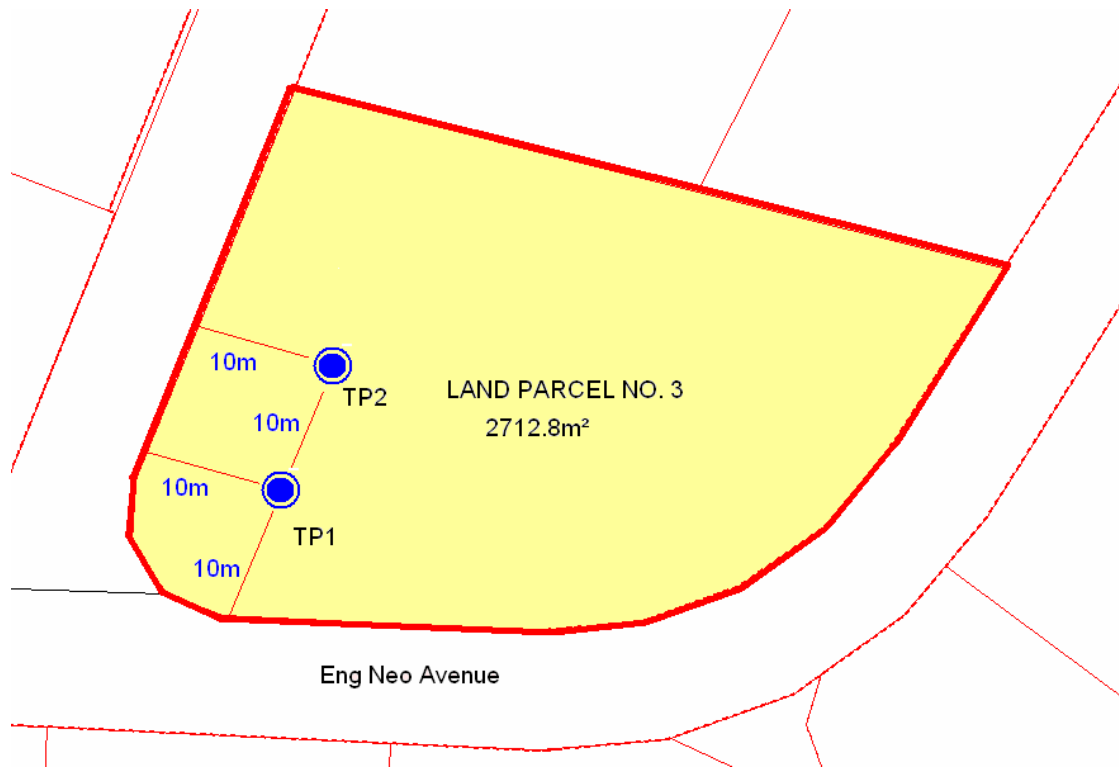 10m
TP2
LAND PARCEL NO. 3
10m
2712.8m²
10m
TP1
10m
Eng Neo Avenue